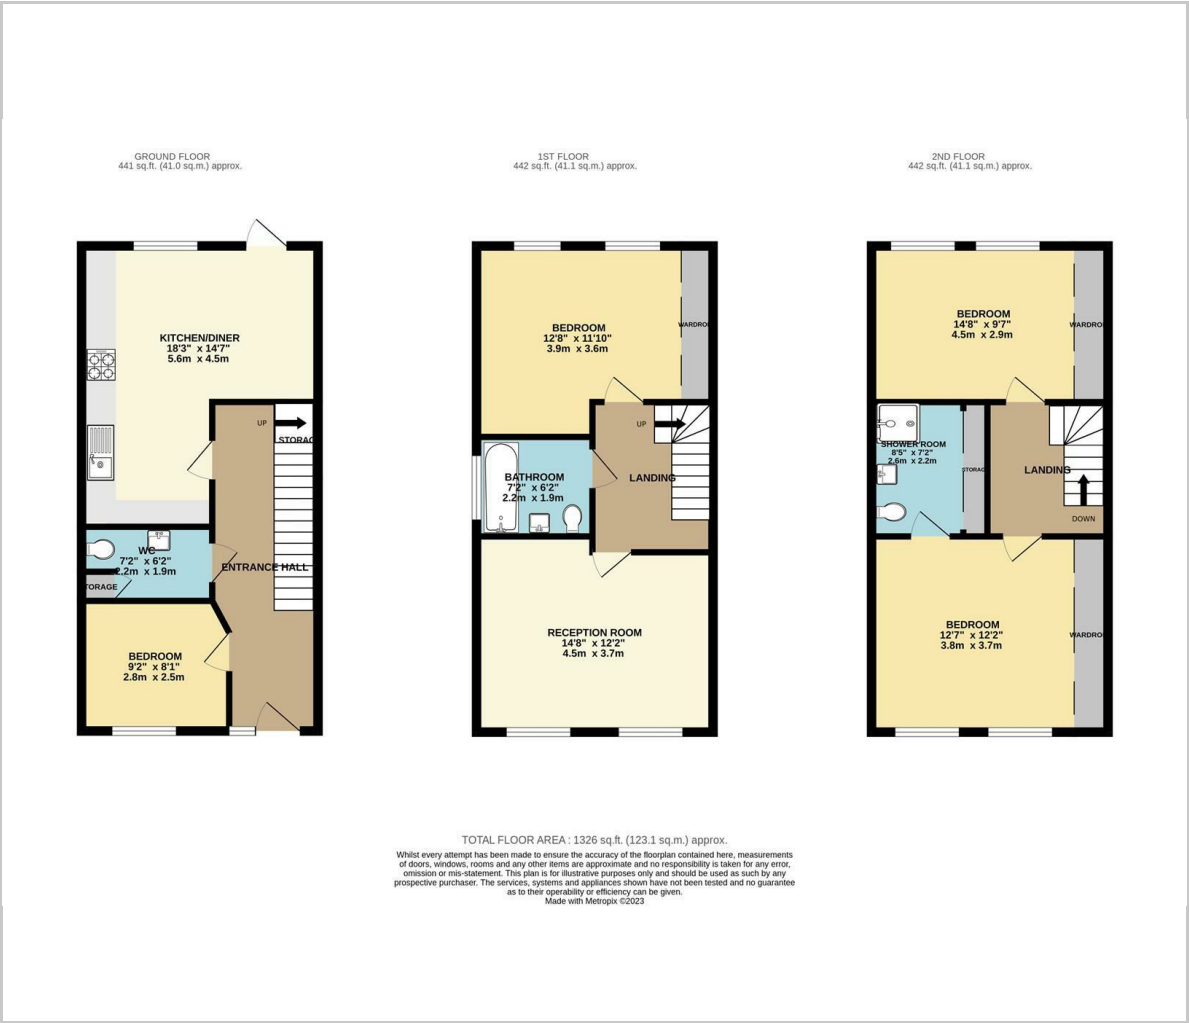 GROUND FLOOR
441 sq.ft. (41.0 sq.m.) approx.
KITCHEN/DINER
18'3" x 14'7"
5.6m x 4.5m
UP
STORAG
WC
7'2" x 6'2"
2.2m x 1.9m
TORAGE
ENTRANCE HALL
BEDROOM
9'2" x 8'1"
2.8m x 2.5m
1ST FLOOR
442 sq.ft. (41.1 sq.m.) approx.
BEDROOM
12'8" x 11'10"
3.9m x 3.6m
WARDRO
UP
BATHROOM
7'2" x 6'2"
2.2m x 1.9m
LANDING
RECEPTION ROOM
14'8" x 12'2"
4.5m x 3.7m
2ND FLOOR
442 sq.ft. (41.1 sq.m.) approx.
BEDROOM
14'8" x 9'7"
4.5m x 2.9m
WARDRO
SHOWER ROOM
8'5" x 7'2"
2.6m x 2.2m
STORAG
LANDING
DOWN
BEDROOM
12'7" x 12'2"
3.8m x 3.7m
WARDRO
TOTAL FLOOR AREA : 1326 sq.ft. (123.1 sq.m.) approx.
Whilst every attempt has been made to ensure the accuracy of the floorplan contained here, measurements
of doors, windows, rooms and any other items are approximate and no responsibility is taken for any error,
omission or mis-statement. This plan is for illustrative purposes only and should be used as such by any
prospective purchaser. The services, systems and appliances shown have not been tested and no guarantee
as to their operability or efficiency can be given.
Made with Metropix ©2023